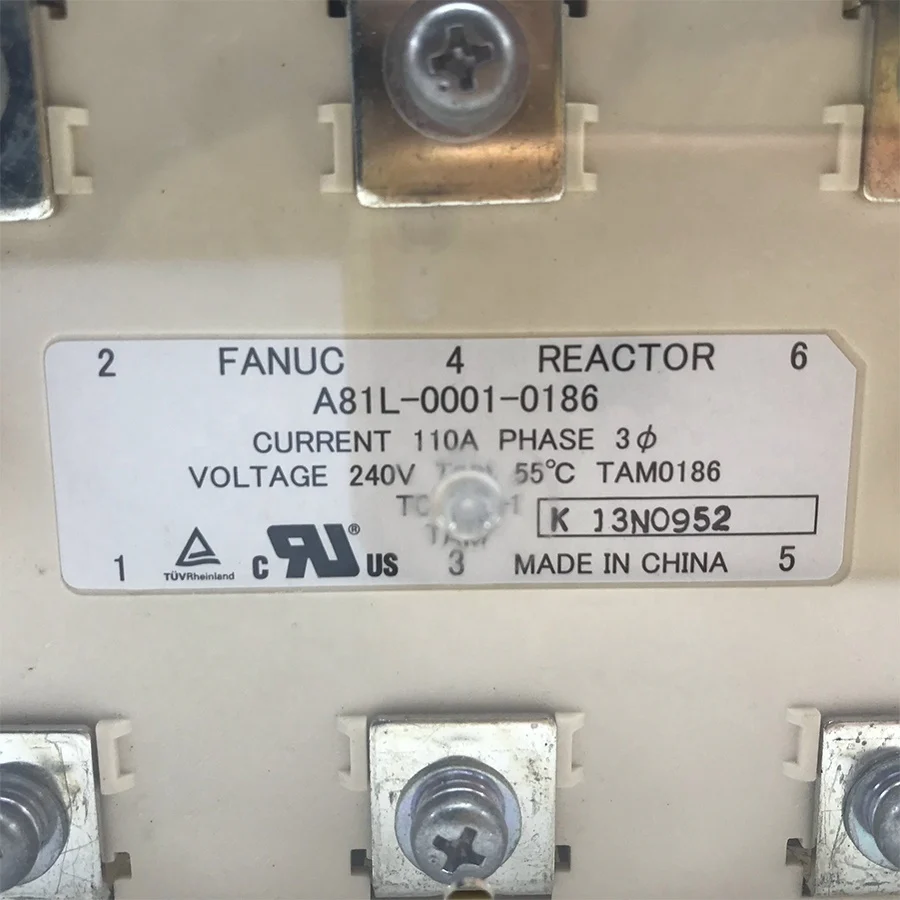 2 FANUC 4 REACTOR 6
A81L-0001-0186
CURRENT 110A PHASE 3φ
VOLTAGE 240V 55℃ TAM0186
K 13N0952
1 TÜVRheinland C RU® US 3 MADE IN CHINA 5